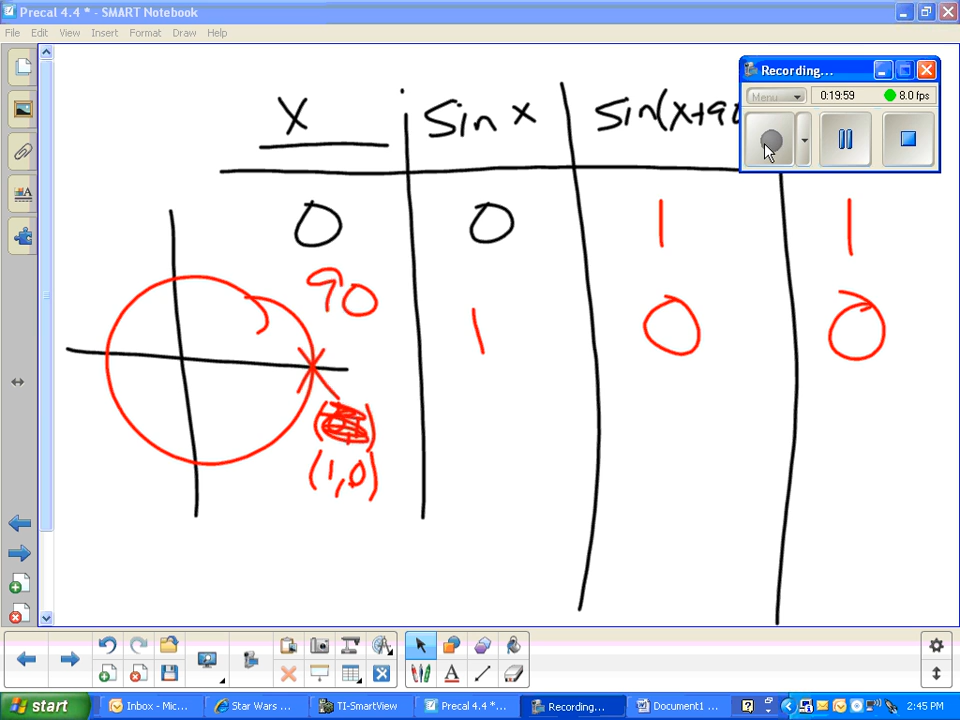 Precal 4.4 * - SMART Notebook
File Edit View Insert Format Draw Help
Recording...
Menu 0:19:59 8.0 fps
x sin x sin(x+90
0 0 1 1
90 1 0 0
(1,0)
start Inbox - Mic... Star Wars ... TI-SmartView Precal 4.4 *... Recording... Document1 ... 2:45 PM